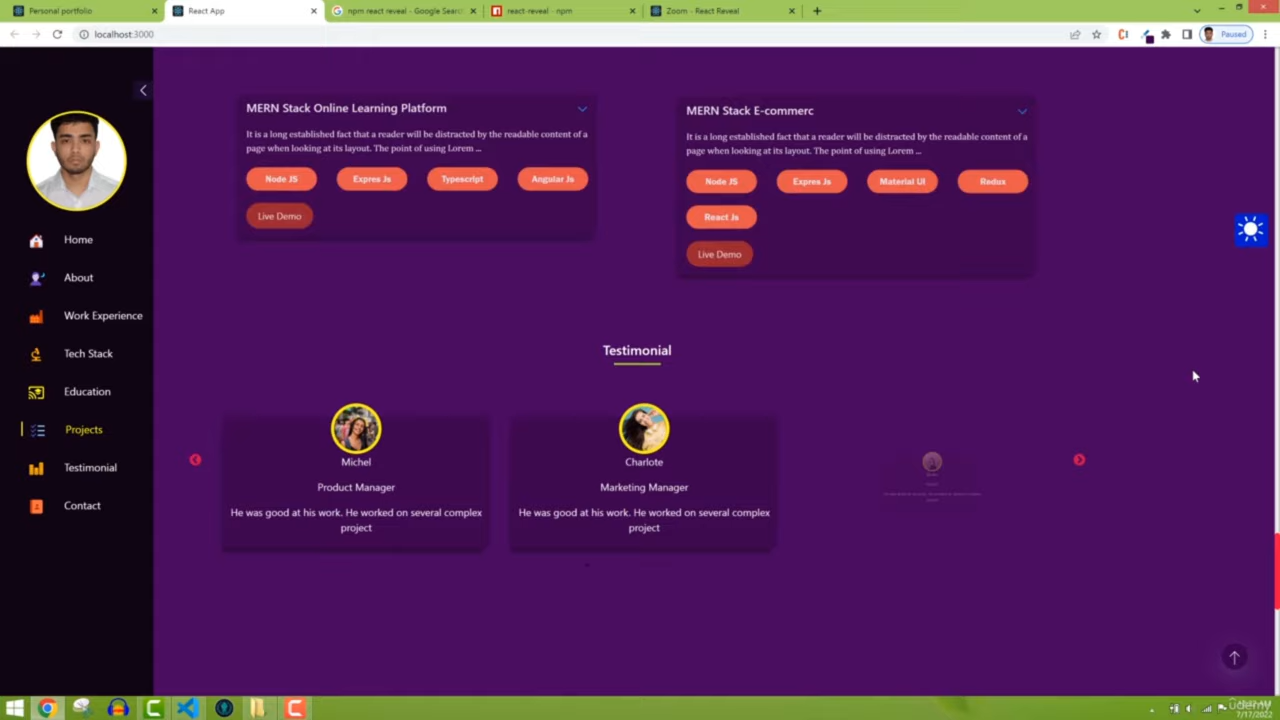 Personal portfolio
React App
npm react reveal - Google Searc
react-reveal - npm
Zoom - React Reveal
localhost:3000
Paused
MERN Stack Online Learning Platform
It is a long established fact that a reader will be distracted by the readable content of a
page when looking at its layout. The point of using Lorem ...
Node JS
Expres Js
Typescript
Angular Js
Live Demo
MERN Stack E-commerc
It is a long established fact that a reader will be distracted by the readable content of a
page when looking at its layout. The point of using Lorem ...
Node JS
Expres Js
Material UI
Redux
React Js
Live Demo
Home
About
Work Experience
Tech Stack
Education
Projects
Testimonial
Contact
Testimonial
Michel
Product Manager
He was good at his work. He worked on several complex
project
Charlote
Marketing Manager
He was good at his work. He worked on several complex
project
udemy
7/17/2022